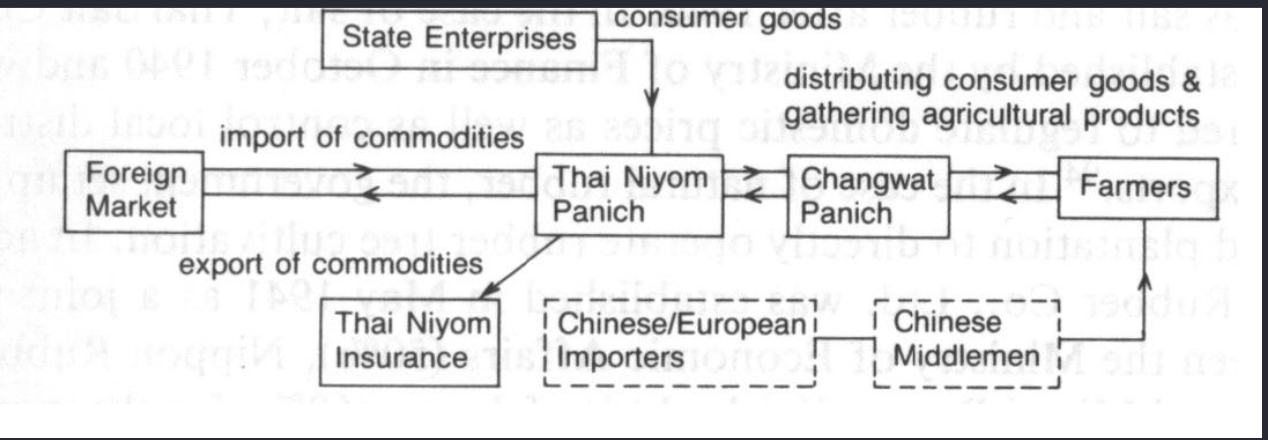 consumer goods
State Enterprises
distributing consumer goods &
gathering agricultural products
import of commodities
Foreign
Market
Thai Niyom
Panich
Changwat
Panich
Farmers
export of commodities
Thai Niyom
Insurance
Chinese/European
Importers
Chinese
Middlemen